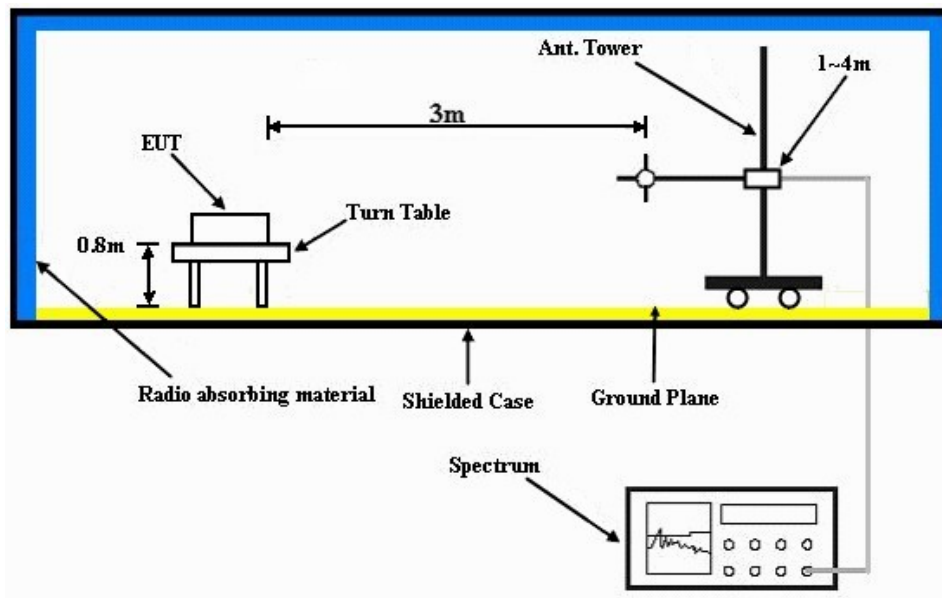 Ant. Tower
1~4m
3m
EUT
Turn Table
0.8m
Radio absorbing material
Shielded Case
Ground Plane
Spectrum